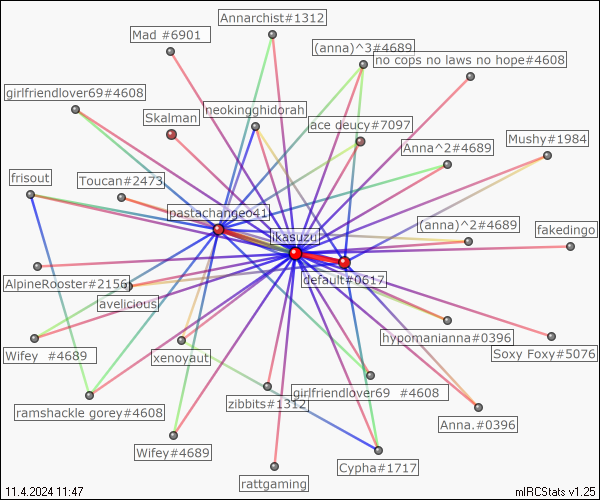 Annarchist#1312
Mad #6901
(anna)^3#4689
no cops no laws no hope#4608
girlfriendlover69#4608
neokingghidorah
Skalman
ace deucy#7097
Mushy#1984
Anna^2#4689
frisout
Toucan#2473
pastachangeo41
(anna)^2#4689
ikasuzu
fakedingo
AlpineRooster#2156
default#0617
avelicious
hypomanianna#0396
Soxy Foxy#5076
Wifey  #4689
xenoyaut
girlfriendlover69  #4608
zibbits#1312
ramshackle gorey#4608
Anna.#0396
Wifey#4689
Cypha#1717
rattgaming
11.4.2024 11:47
mIRCStats v1.25